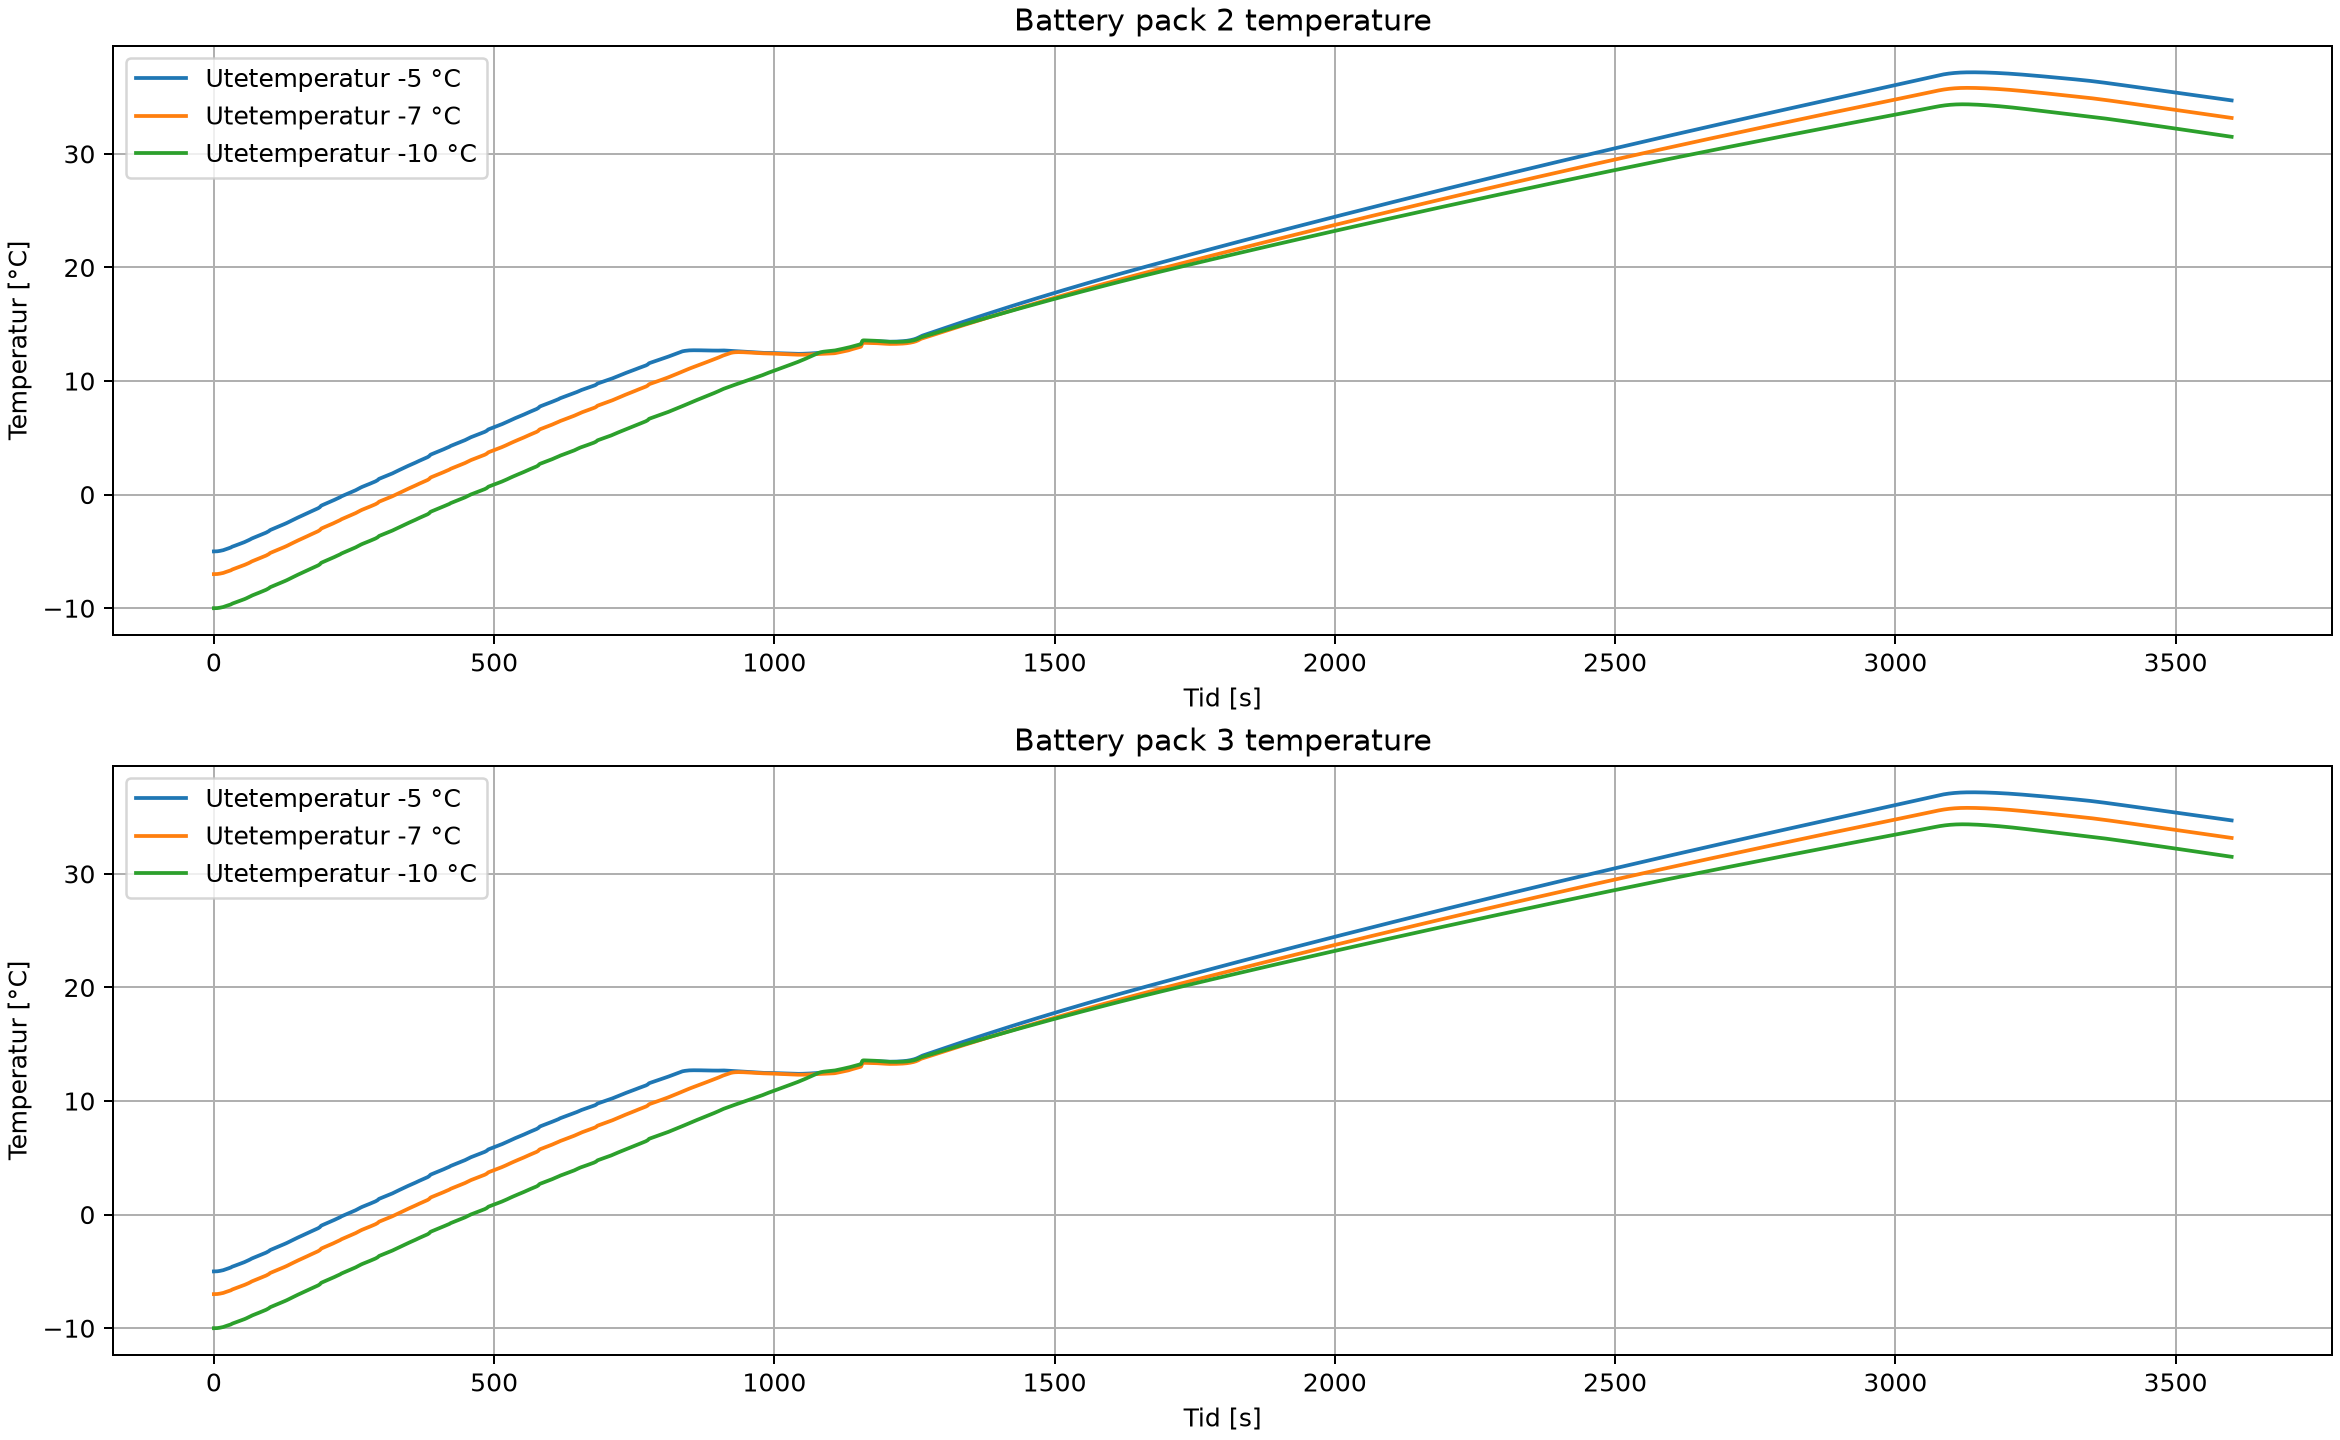 Battery pack 2 temperature
Utetemperatur -5 °C
Utetemperatur -7 °C
Utetemperatur -10 °C
Temperatur [°C]
30
20
10
0
−10
0 500 1000 1500 2000 2500 3000 3500
Tid [s]
Battery pack 3 temperature
Utetemperatur -5 °C
Utetemperatur -7 °C
Utetemperatur -10 °C
Temperatur [°C]
30
20
10
0
−10
0 500 1000 1500 2000 2500 3000 3500
Tid [s]